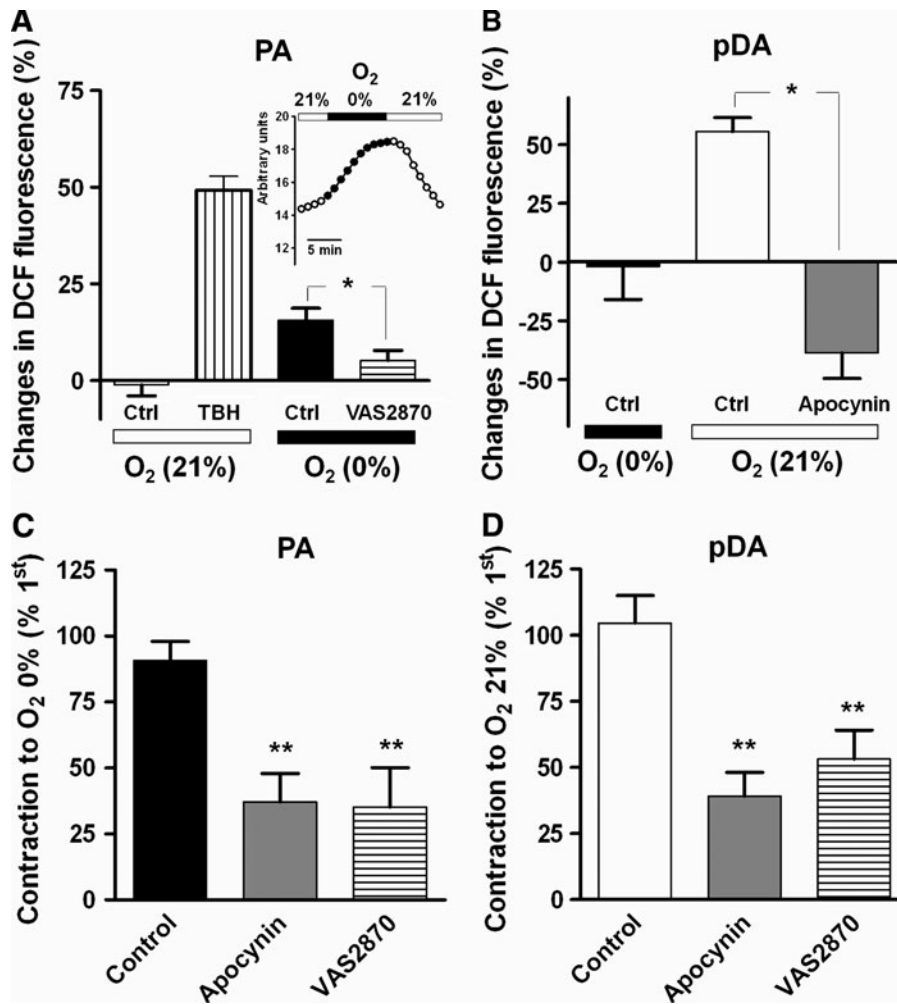 A
PA
Changes in DCF fluorescence (%)
75
50
25
0
O2
21% 0% 21%
Arbitrary units
20
18
16
14
12
5 min
*
Ctrl TBH Ctrl VAS2870
O2 (21%) O2 (0%)
B
pDA
Changes in DCF fluorescence (%)
50
25
0
-25
-50
*
Ctrl Ctrl Apocynin
O2 (0%) O2 (21%)
C
PA
Contraction to O2 0% (% 1st)
125
100
75
50
25
0
** **
Control Apocynin VAS2870
D
pDA
Contraction to O2 21% (% 1st)
125
100
75
50
25
0
** **
Control Apocynin VAS2870